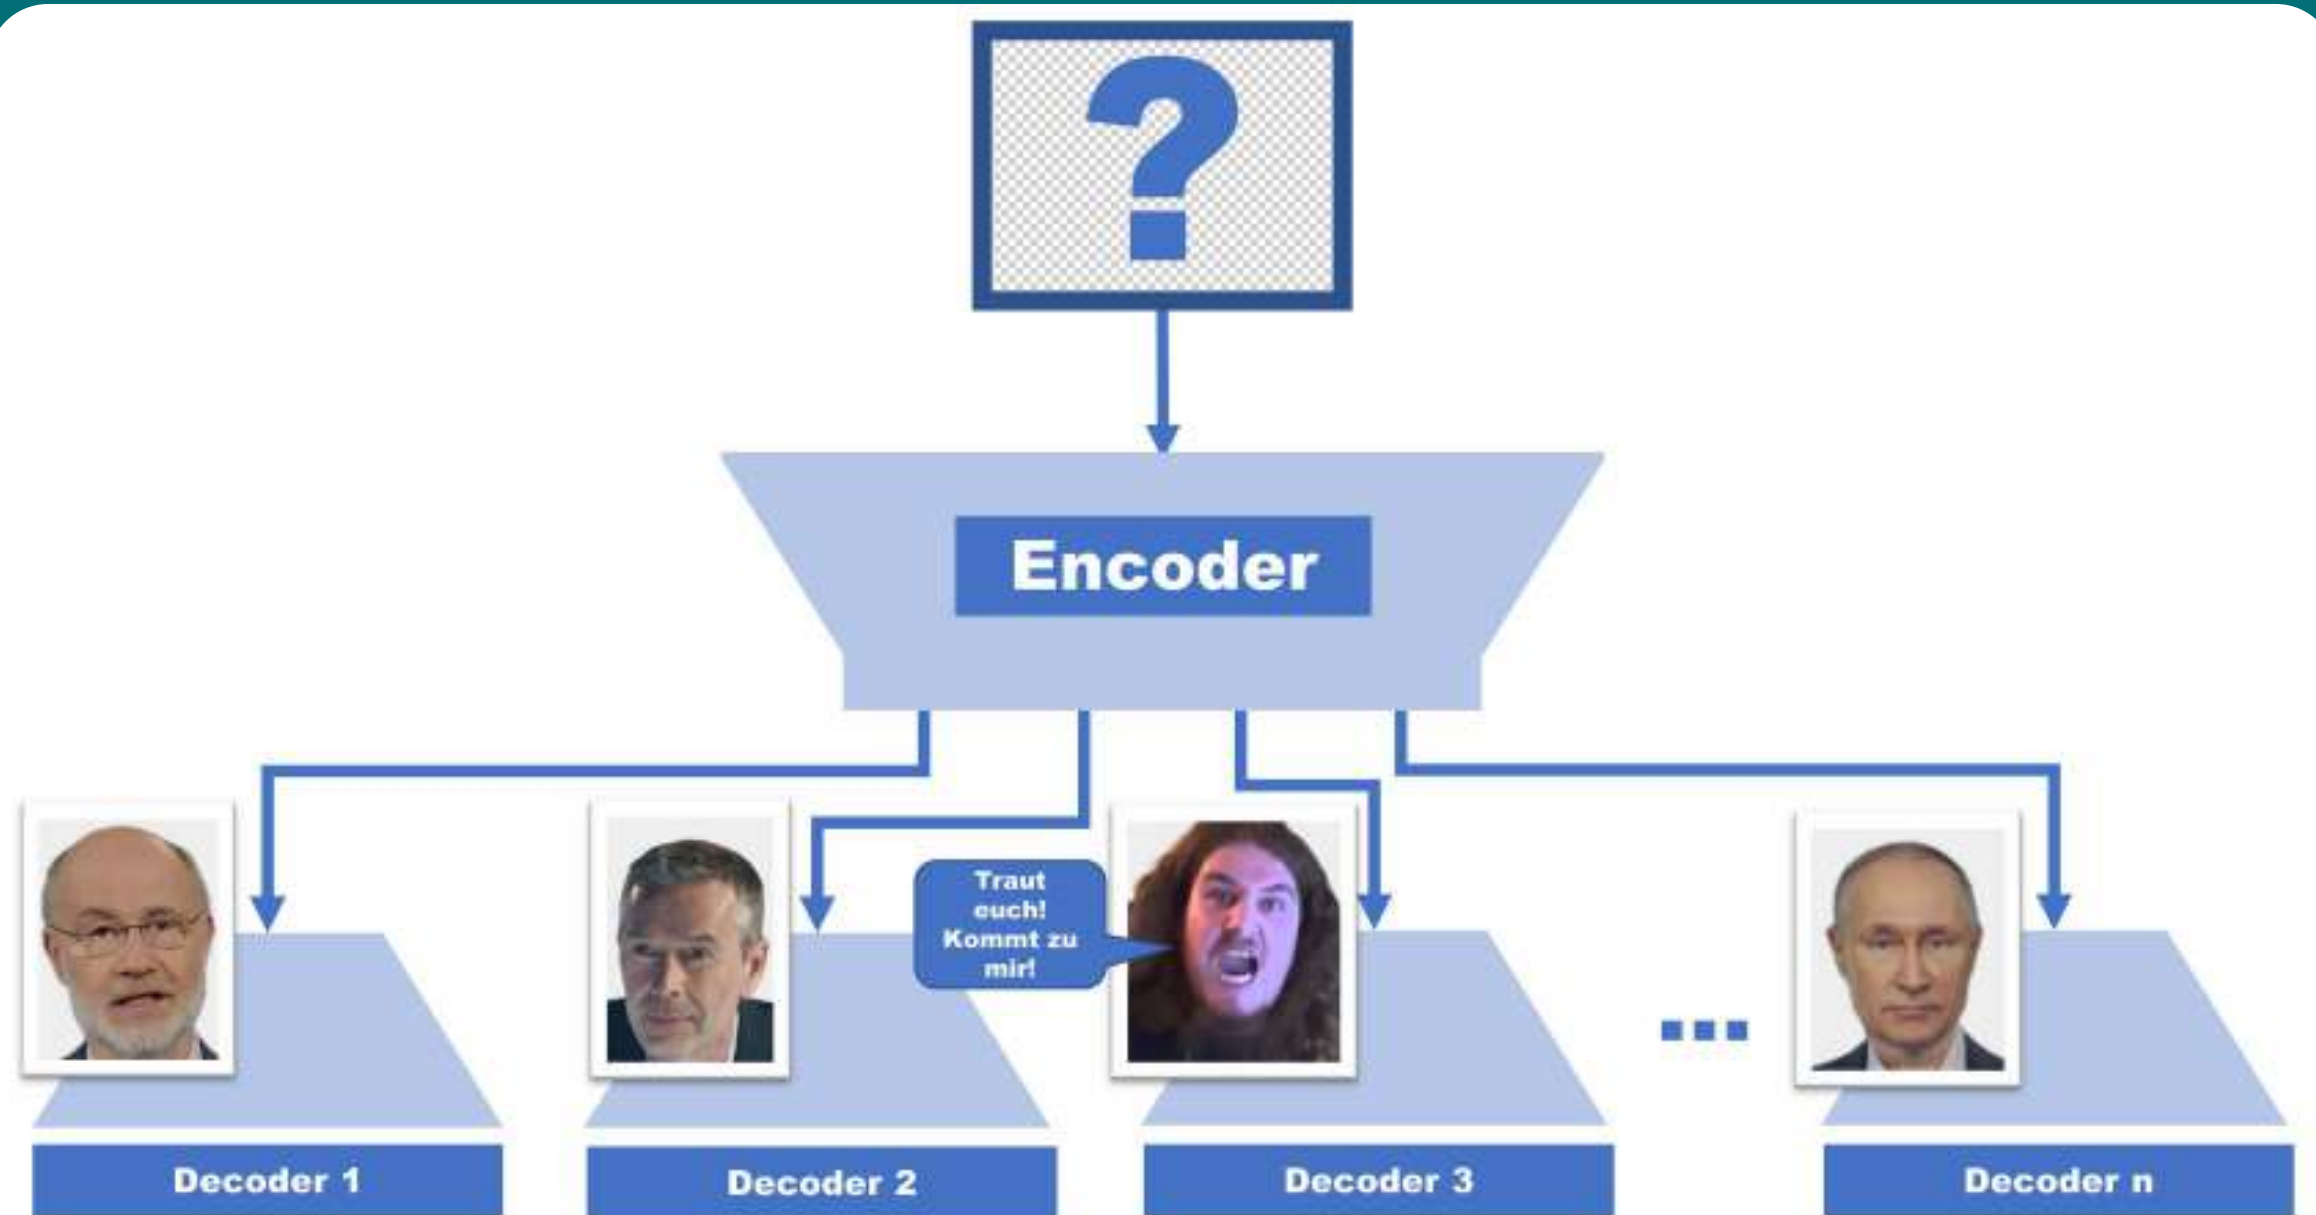 ?
Encoder
Traut
euch!
Kommt zu
mir!
...
Decoder 1
Decoder 2
Decoder 3
Decoder n